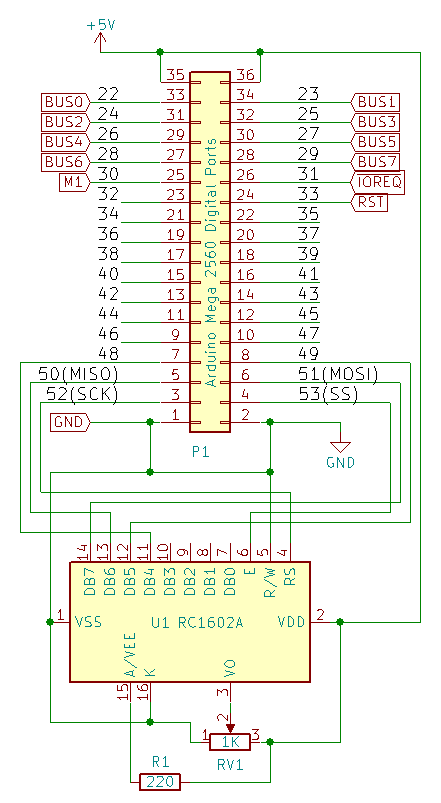 +5V
35 36
BUS0 22 33 34 23 BUS1
BUS2 24 31 32 25 BUS3
BUS4 26 29 30 27 BUS5
BUS6 28 27 28 29 BUS7
M1 30 25 26 31 IOREQ
32 23 24 33 RST
34 21 22 35
36 19 20 37
38 17 18 39
40 15 16 41
42 13 14 43
44 11 12 45
46 9 10 47
48 7 8 49
50(MISO) 5 6 51(MOSI)
52(SCK) 3 4 53(SS)
GND 1 2
Arduino Mega 2560 Digital Ports
P1
GND
14 13 12 11 10 9 8 7 6 5 4
DB7 DB6 DB5 DB4 DB3 DB2 DB1 DB0 E R/W RS
1 VSS U1 RC1602A VDD 2
A/VEE K VO
15 16 3
2
1 1K 3
R1 RV1
220